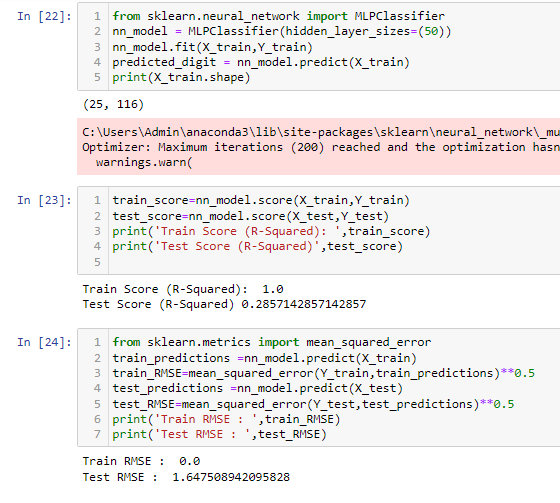 In [22]:
1 from sklearn.neural_network import MLPClassifier
2 nn_model = MLPClassifier(hidden_layer_sizes=(50))
3 nn_model.fit(X_train,Y_train)
4 predicted_digit = nn_model.predict(X_train)
5 print(X_train.shape)
(25, 116)
C:\Users\Admin\anaconda3\lib\site-packages\sklearn\neural_network\_mu
Optimizer: Maximum iterations (200) reached and the optimization hasn
warnings.warn(
In [23]:
1 train_score=nn_model.score(X_train,Y_train)
2 test_score=nn_model.score(X_test,Y_test)
3 print('Train Score (R-Squared): ',train_score)
4 print('Test Score (R-Squared)',test_score)
5
Train Score (R-Squared):  1.0
Test Score (R-Squared) 0.2857142857142857
In [24]:
1 from sklearn.metrics import mean_squared_error
2 train_predictions =nn_model.predict(X_train)
3 train_RMSE=mean_squared_error(Y_train,train_predictions)**0.5
4 test_predictions =nn_model.predict(X_test)
5 test_RMSE=mean_squared_error(Y_test,test_predictions)**0.5
6 print('Train RMSE : ',train_RMSE)
7 print('Test RMSE : ',test_RMSE)
Train RMSE :  0.0
Test RMSE :  1.647508942095828